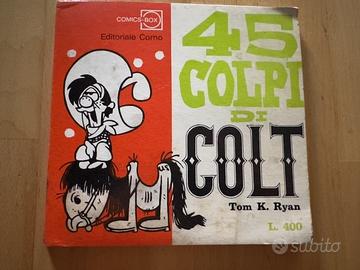 COMICS-BOX
Editoriale Corno
45
COLPI
DI
COLT
Tom K. Ryan
L. 400
subito